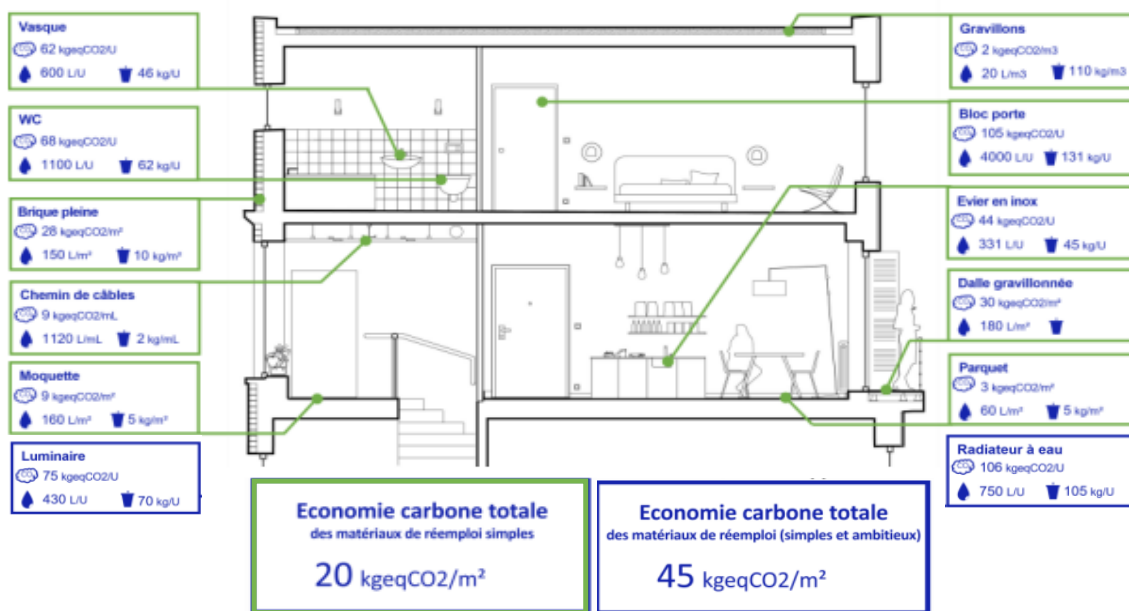 Vasque
62 kgeqCO2/U
600 L/U 46 kg/U
WC
68 kgeqCO2/U
1100 L/U 62 kg/U
Brique pleine
28 kgeqCO2/m²
150 L/m² 10 kg/m²
Chemin de câbles
9 kgeqCO2/mL
1120 L/mL 2 kg/mL
Moquette
9 kgeqCO2/m²
160 L/m² 5 kg/m²
Luminaire
75 kgeqCO2/U
430 L/U 70 kg/U
Gravillons
2 kgeqCO2/m3
20 L/m3 110 kg/m3
Bloc porte
105 kgeqCO2/U
4000 L/U 131 kg/U
Evier en inox
44 kgeqCO2/U
331 L/U 45 kg/U
Dalle gravillonnée
30 kgeqCO2/m²
180 L/m²
Parquet
3 kgeqCO2/m²
60 L/m² 5 kg/m²
Radiateur à eau
106 kgeqCO2/U
750 L/U 105 kg/U
Economie carbone totale
des matériaux de réemploi simples
20 kgeqCO2/m²
Economie carbone totale
des matériaux de réemploi (simples et ambitieux)
45 kgeqCO2/m²